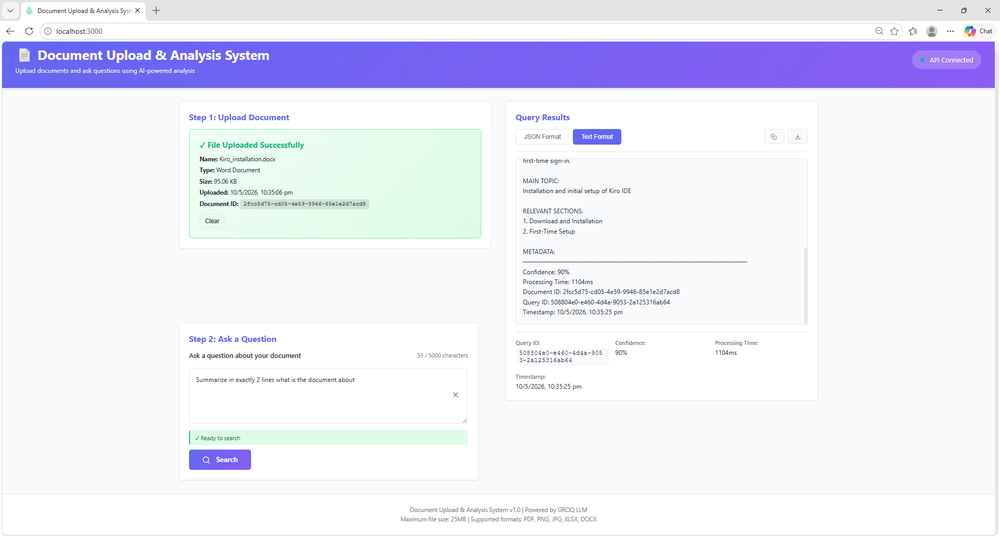 Document Upload & Analysis Syst
localhost:3000
Chat
Document Upload & Analysis System
Upload documents and ask questions using AI-powered analysis
API Connected
Step 1: Upload Document
✓ File Uploaded Successfully
Name: Kiro_installation.docx
Type: Word Document
Size: 95.06 KB
Uploaded: 10/5/2026, 10:35:06 pm
Document ID: 2fcc5d75-cd05-4e59-9946-85e1e2d7acd8
Clear
Step 2: Ask a Question
Ask a question about your document
55 / 5000 characters
Summarize in exactly 2 lines what is the document about
✓ Ready to search
Search
Query Results
JSON Format
Text Format
first-time sign-in.
MAIN TOPIC:
Installation and initial setup of Kiro IDE
RELEVANT SECTIONS:
1. Download and Installation
2. First-Time Setup
METADATA:
Confidence: 90%
Processing Time: 1104ms
Document ID: 2fcc5d75-cd05-4e59-9946-85e1e2d7acd8
Query ID: 508804e0-e460-4d4a-9053-2a125316ab64
Timestamp: 10/5/2026, 10:35:25 pm
Query ID:
508804e0-e460-4d4a-905
3-2a125316ab64
Confidence:
90%
Processing Time:
1104ms
Timestamp:
10/5/2026, 10:35:25 pm
Document Upload & Analysis System v1.0 | Powered by GROQ LLM
Maximum file size: 25MB | Supported formats: PDF, PNG, JPG, XLSX, DOCX